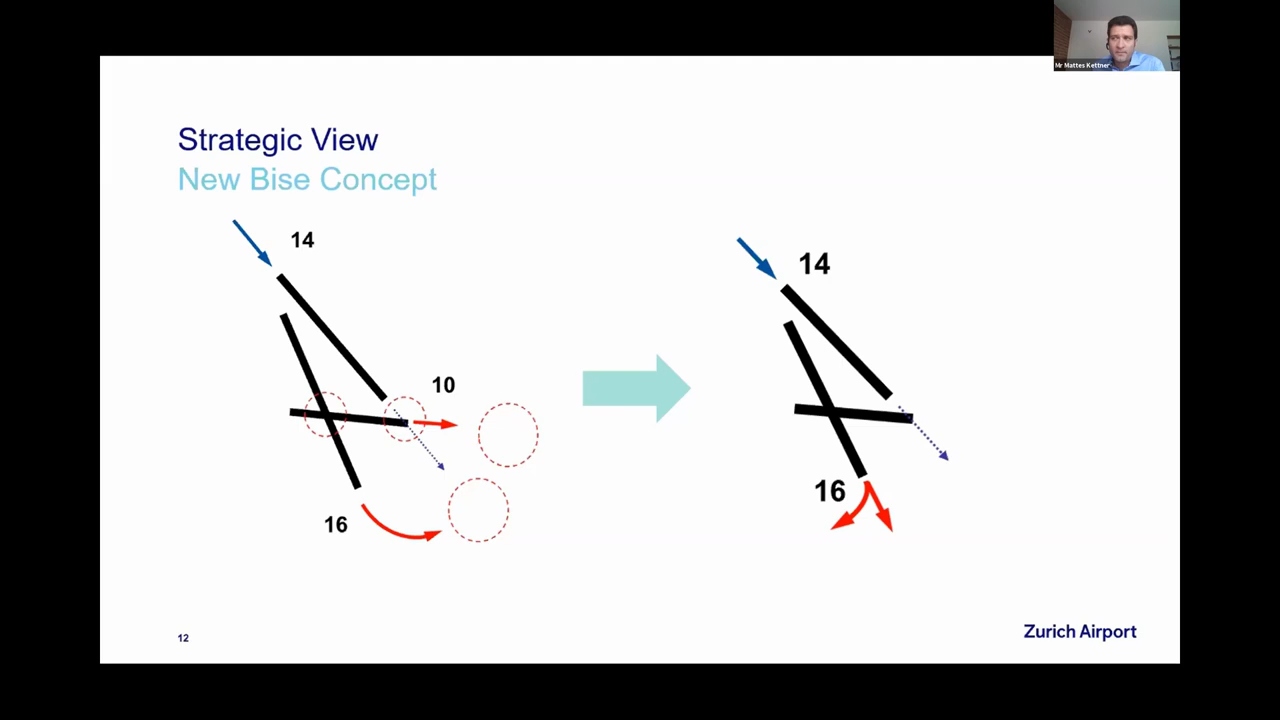 Mr Mattes Kettner
Strategic View
New Bise Concept
14
10
16
14
16
12
Zurich Airport